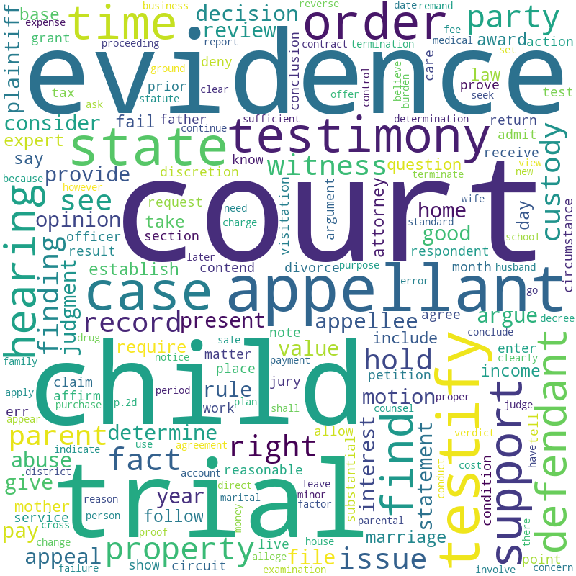 base
expense
business
reverse
date
remand
fee
medical
time
order
decision
party
plaintiff
grant
proceeding
report
contract
termination
review
award
action
evidence
tax
ground
deny
conclusion
clear
control
care
believe
burden
law
set
ask
prior
statute
sufficient
offer
determination
seek
prove
test
consider
fail
father
testimony
return
admit
expert
state
continue
know
witness
question
receive
custody
say
provide
discretion
terminate
because
however
court
view
new
hearing
see
request
need
visitation
argument
attorney
wife
standard
home
day
school
circumstance
opinion
take
charge
good
finding
officer
section
result
later
contend
respondent
judgment
establish
divorce
purpose
month
husband
go
case
appellant
error
decree
record
present
appellee
agree
conclude
drug
safe
note
include
argue
clearly
require
value
hold
enter
family
notice
matter
payment
place
petition
income
child
apply
claim
period
rule
jury
plan
motion
counsel
judge
err
affirm
purchase
p.2d
work
shall
proper
appear
parent
determine
right
allow
interest
statement
testify
verdict
tell
have
support
defendant
indicate
use
agreement
substantial
find
abuse
district
fact
account
reasonable
condition
conduct
cost
there
give
trial
reason
direct
leave
mother
person
year
marital
minor
factor
parental
service
cross
money
marriage
pay
change
follow
live
house
point
proof
property
allege
file
issue
appeal
failure
show
circuit
examination
involve
concern